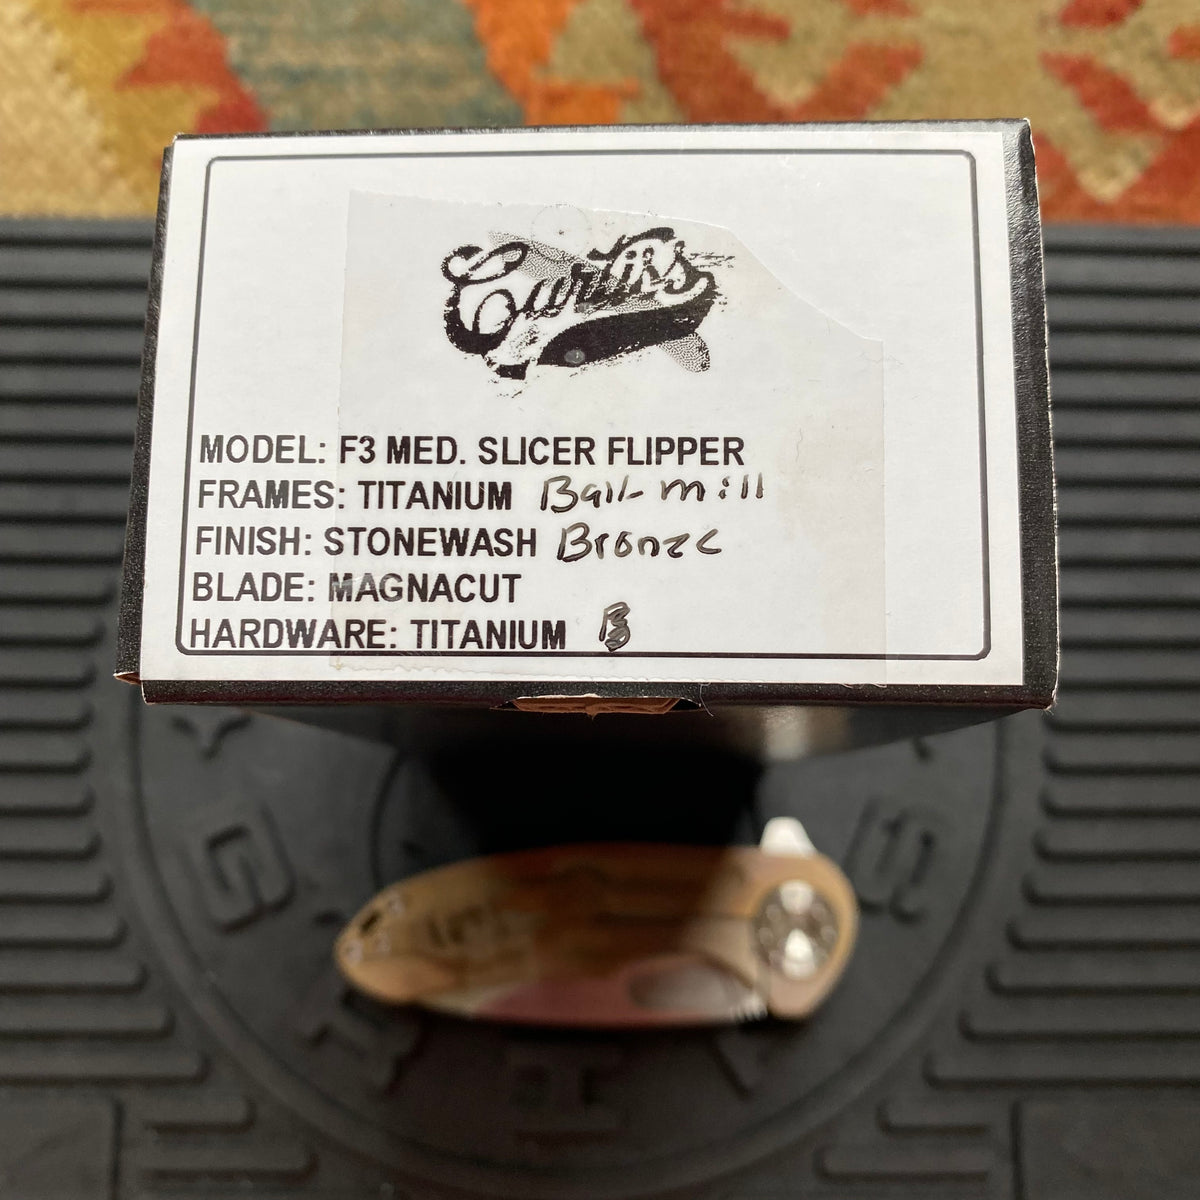 Curtiss
MODEL: F3 MED. SLICER FLIPPER
FRAMES: TITANIUM Ball-mill
FINISH: STONEWASH Bronze
BLADE: MAGNACUT
HARDWARE: TITANIUM B